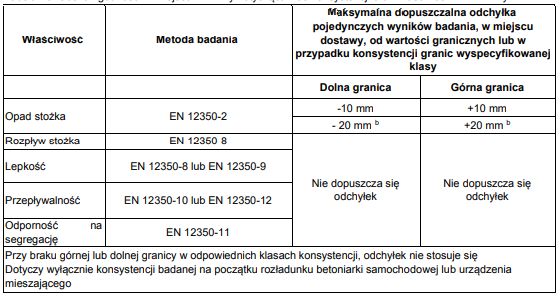 Maksymalna dopuszczalna odchyłka
pojedynczych wyników badania, w miejscu
dostawy, od wartości granicznych lub w
przypadku konsystencji granic wyspecyfikowanej
klasy
Właściwość
Metoda badania
Dolna granica
Górna granica
Opad stożka
EN 12350-2
-10 mm
+10 mm
- 20 mm b
+20 mm b
Rozpływ stożka
EN 12350-8
Lepkość
EN 12350-8 lub EN 12350-9
Nie dopuszcza się
odchyłek
Nie dopuszcza się
odchyłek
Przepływalność
EN 12350-10 lub EN 12350-12
Odporność na
segregację
EN 12350-11
Przy braku górnej lub dolnej granicy w odpowiednich klasach konsystencji, odchyłek nie stosuje się
Dotyczy wyłącznie konsystencji badanej na początku rozładunku betoniarki samochodowej lub urządzenia
mieszającego